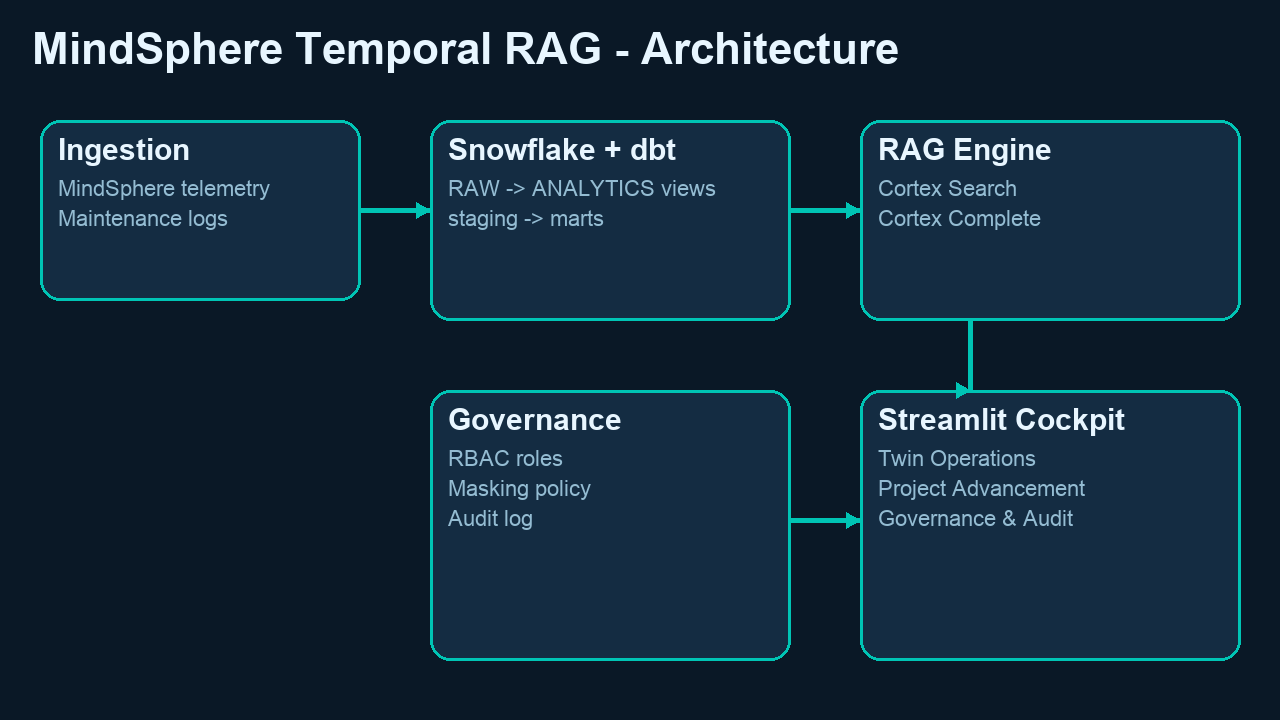 MindSphere Temporal RAG - Architecture
Ingestion
MindSphere telemetry
Maintenance logs
Snowflake + dbt
RAW -> ANALYTICS views
staging -> marts
RAG Engine
Cortex Search
Cortex Complete
Governance
RBAC roles
Masking policy
Audit log
Streamlit Cockpit
Twin Operations
Project Advancement
Governance & Audit